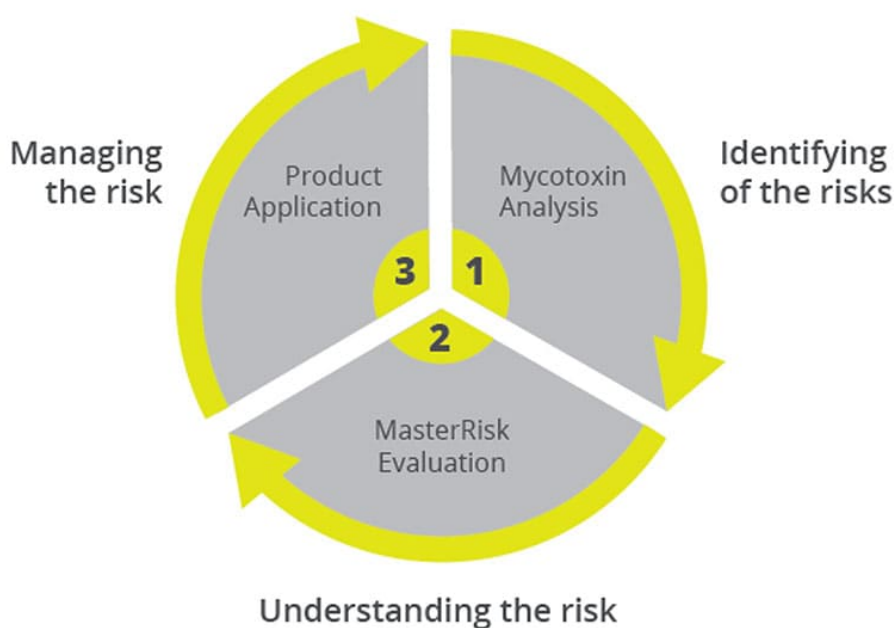 Managing
the risk
Product
Application
3
Mycotoxin
Analysis
1
Identifying
of the risks
2
MasterRisk
Evaluation
Understanding the risk